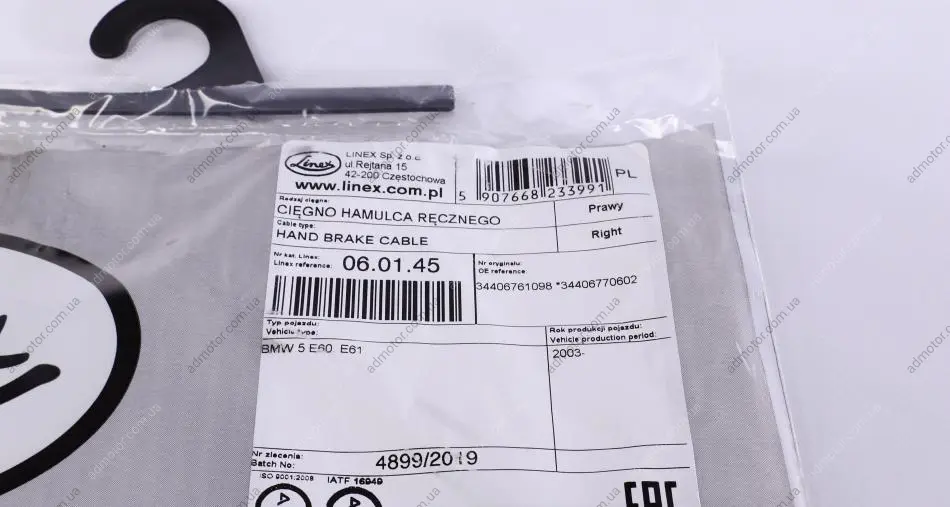 Linex
LINEX Sp. z o.o.
ul. Rejtana 15
42-200 Częstochowa
www.linex.com.pl
5 907668 233991
PL
Rodzaj cięgna:
CIĘGNO HAMULCA RĘCZNEGO
Prawy
Cable type:
HAND BRAKE CABLE
Right
Nr kat. Linex:
Linex reference:
06.01.45
Nr oryginału:
OE reference:
34406761098 *34406770602
Typ pojazdu:
Vehicle type:
BMW 5 E60 E61
Rok produkcji pojazdu:
Vehicle production period:
2003-
Nr zlecenia:
Batch No:
4899/2019
ISO 9001:2008
IATF 16949
EAC
admotor.com.ua